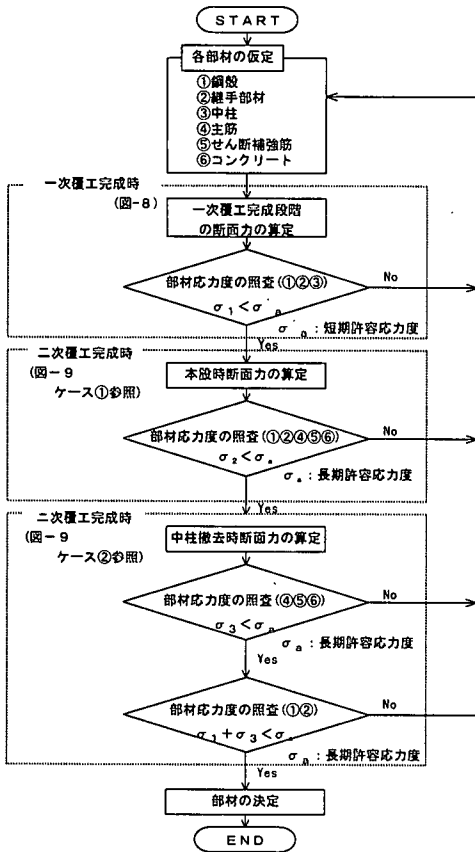 START
各部材の仮定
①鋼殻
②継手部材
③中柱
④主筋
⑤せん断補強筋
⑥コンクリート
一次覆工完成時
(図-8)
一次覆工完成段階
の断面力の算定
部材応力度の照査(①②③)
No
σ1<σ'a
σ'a:短期許容応力度
Yes
二次覆工完成時
(図-9
ケース①参照)
本設時断面力の算定
部材応力度の照査(①②④⑤⑥)
No
σ2<σa
σa:長期許容応力度
Yes
二次覆工完成時
(図-9
ケース②参照)
中柱撤去時断面力の算定
部材応力度の照査(④⑤⑥)
No
σ3<σa
σa:長期許容応力度
Yes
部材応力度の照査(①②)
No
σ1+σ3<σa
σa:長期許容応力度
Yes
部材の決定
END